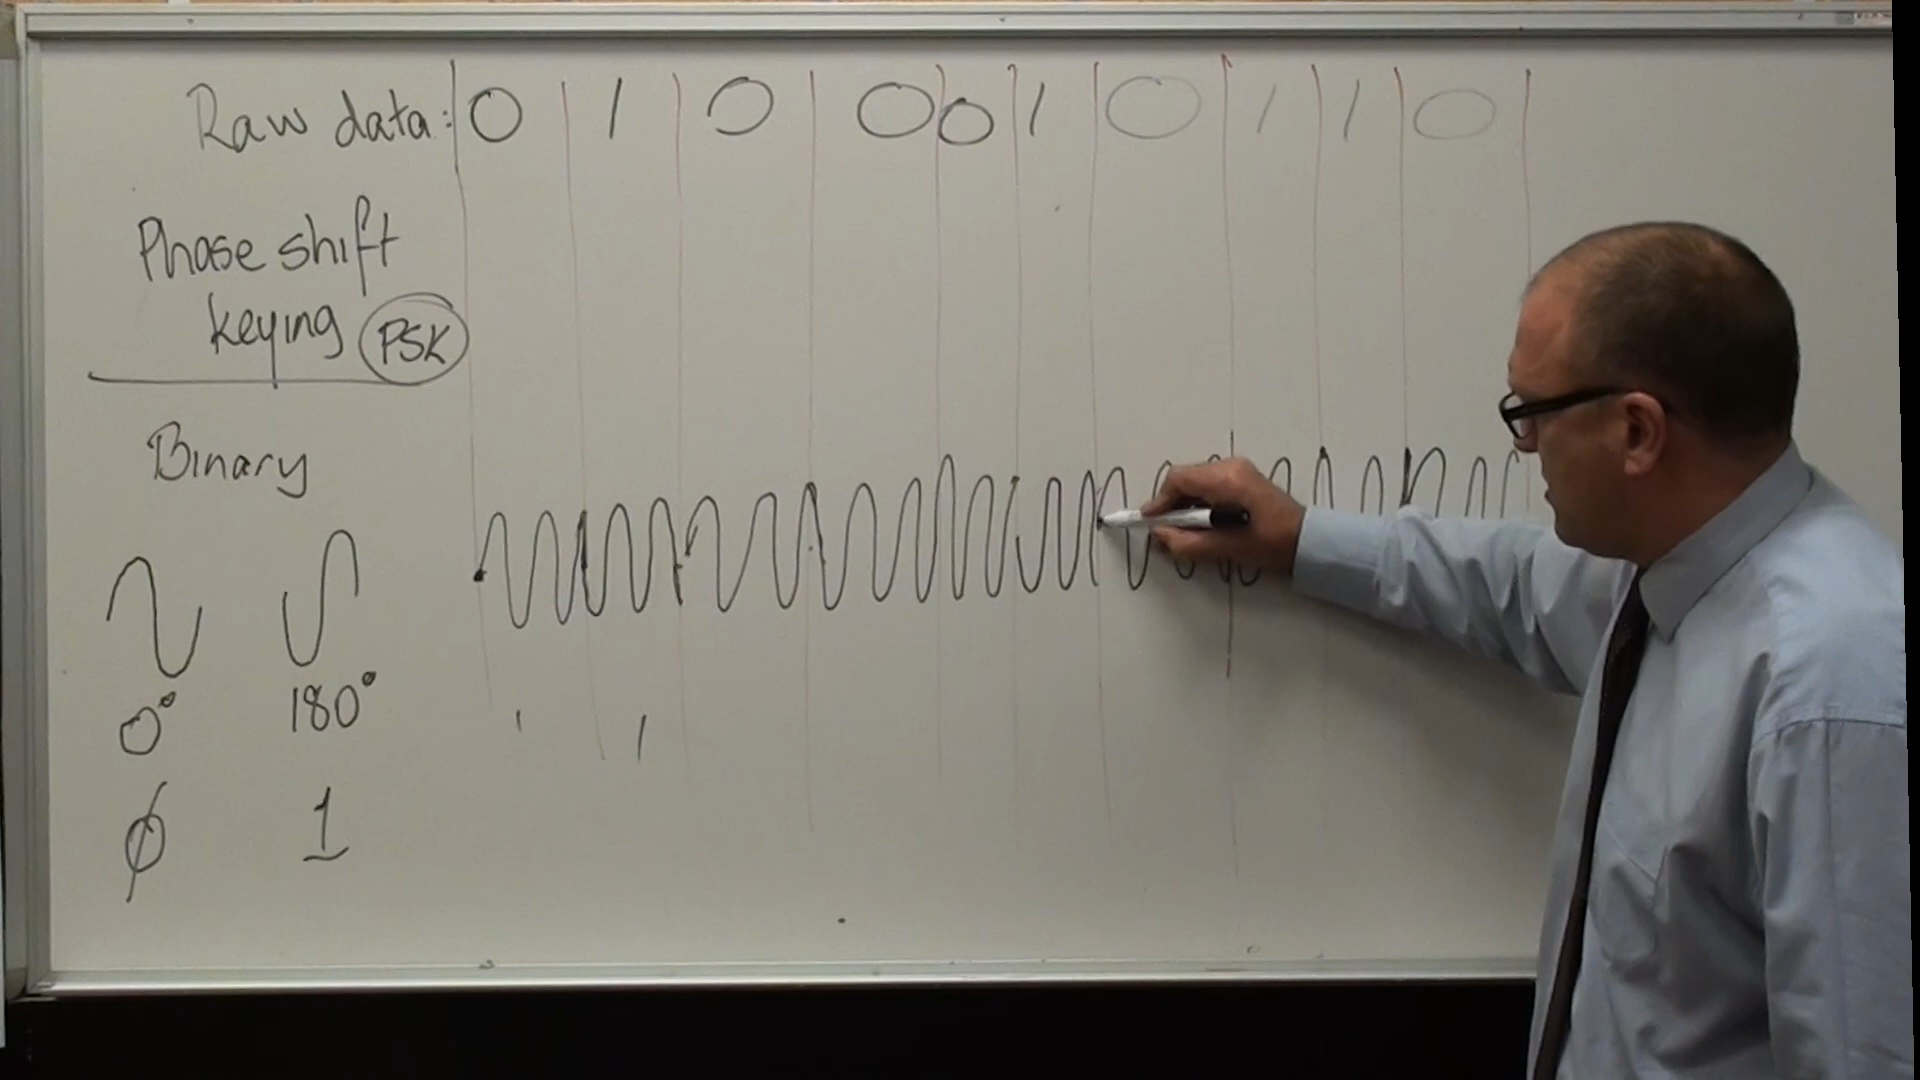 Raw data: 0 1 0 0 0 1 0 1 1 0
Phase shift
keying PSK
Binary
0° 180°
0 1